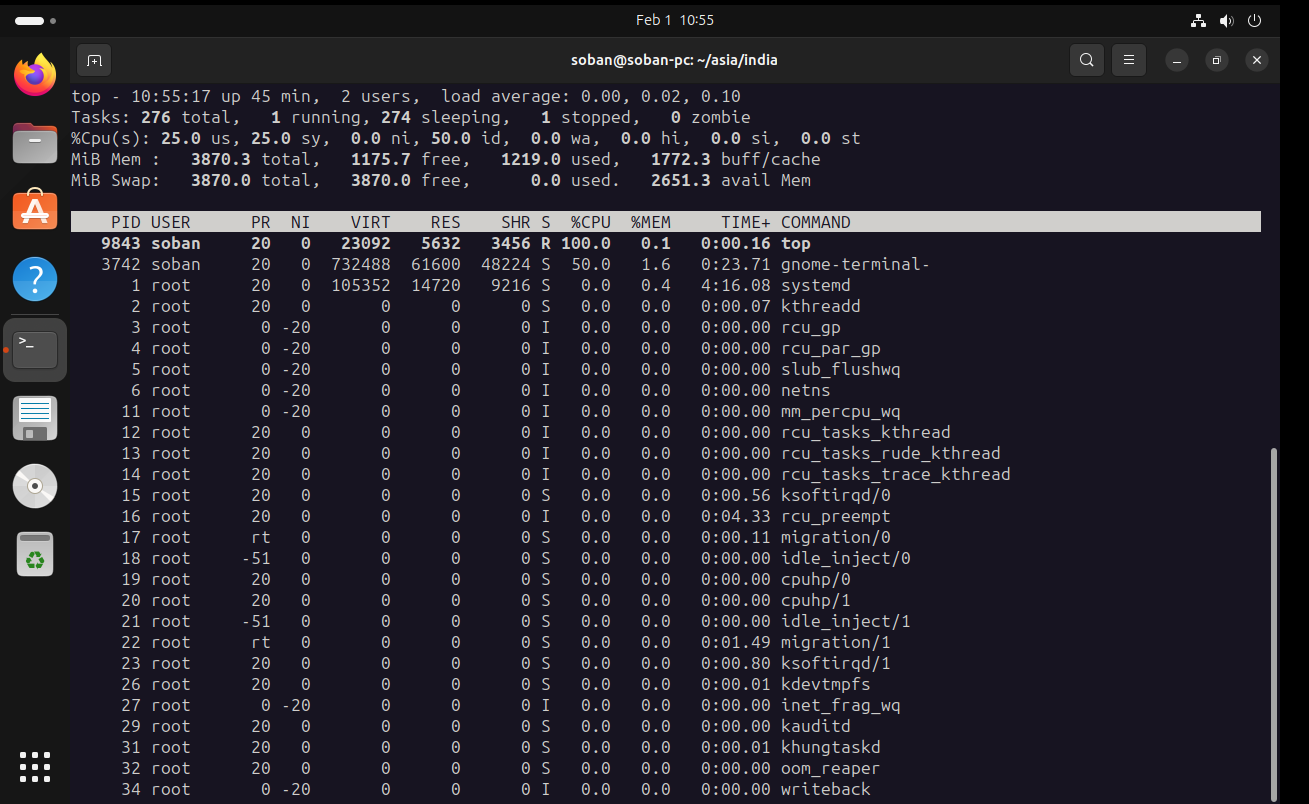 Feb 1 10:55
soban@soban-pc: ~/asia/india
top - 10:55:17 up 45 min,  2 users,  load average: 0.00, 0.02, 0.10
Tasks: 276 total,   1 running, 274 sleeping,   1 stopped,   0 zombie
%Cpu(s): 25.0 us, 25.0 sy,  0.0 ni, 50.0 id,  0.0 wa,  0.0 hi,  0.0 si,  0.0 st
MiB Mem :   3870.3 total,   1175.7 free,   1219.0 used,   1772.3 buff/cache
MiB Swap:   3870.0 total,   3870.0 free,      0.0 used.   2651.3 avail Mem
PID USER      PR  NI    VIRT    RES    SHR S  %CPU  %MEM     TIME+ COMMAND
9843 soban     20   0   23092   5632   3456 R 100.0   0.1   0:00.16 top
3742 soban     20   0  732488  61600  48224 S  50.0   1.6   0:23.71 gnome-terminal-
1 root      20   0  105352  14720   9216 S   0.0   0.4   4:16.08 systemd
2 root      20   0       0      0      0 S   0.0   0.0   0:00.07 kthreadd
3 root       0 -20       0      0      0 I   0.0   0.0   0:00.00 rcu_gp
4 root       0 -20       0      0      0 I   0.0   0.0   0:00.00 rcu_par_gp
5 root       0 -20       0      0      0 I   0.0   0.0   0:00.00 slub_flushwq
6 root       0 -20       0      0      0 I   0.0   0.0   0:00.00 netns
11 root       0 -20       0      0      0 I   0.0   0.0   0:00.00 mm_percpu_wq
12 root      20   0       0      0      0 I   0.0   0.0   0:00.00 rcu_tasks_kthread
13 root      20   0       0      0      0 I   0.0   0.0   0:00.00 rcu_tasks_rude_kthread
14 root      20   0       0      0      0 I   0.0   0.0   0:00.00 rcu_tasks_trace_kthread
15 root      20   0       0      0      0 S   0.0   0.0   0:00.56 ksoftirqd/0
16 root      20   0       0      0      0 I   0.0   0.0   0:04.33 rcu_preempt
17 root      rt   0       0      0      0 S   0.0   0.0   0:00.11 migration/0
18 root     -51   0       0      0      0 S   0.0   0.0   0:00.00 idle_inject/0
19 root      20   0       0      0      0 S   0.0   0.0   0:00.00 cpuhp/0
20 root      20   0       0      0      0 S   0.0   0.0   0:00.00 cpuhp/1
21 root     -51   0       0      0      0 S   0.0   0.0   0:00.00 idle_inject/1
22 root      rt   0       0      0      0 S   0.0   0.0   0:01.49 migration/1
23 root      20   0       0      0      0 S   0.0   0.0   0:00.80 ksoftirqd/1
26 root      20   0       0      0      0 S   0.0   0.0   0:00.01 kdevtmpfs
27 root       0 -20       0      0      0 I   0.0   0.0   0:00.00 inet_frag_wq
29 root      20   0       0      0      0 S   0.0   0.0   0:00.00 kauditd
31 root      20   0       0      0      0 S   0.0   0.0   0:00.01 khungtaskd
32 root      20   0       0      0      0 S   0.0   0.0   0:00.00 oom_reaper
34 root       0 -20       0      0      0 I   0.0   0.0   0:00.00 writeback